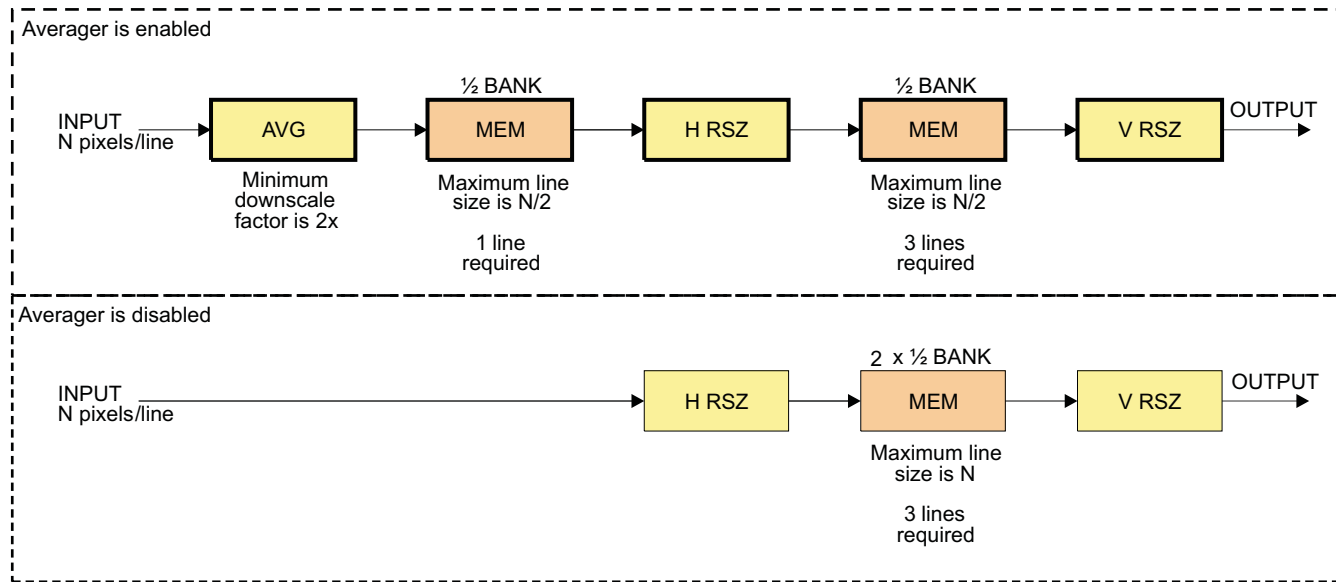 Averager is enabled
½ BANK
½ BANK
INPUT
N pixels/line
AVG
MEM
H RSZ
MEM
V RSZ
OUTPUT
Minimum
downscale
factor is 2x
Maximum line
size is N/2
1 line
required
Maximum line
size is N/2
3 lines
required
Averager is disabled
2 x ½ BANK
INPUT
N pixels/line
H RSZ
MEM
V RSZ
OUTPUT
Maximum line
size is N
3 lines
required